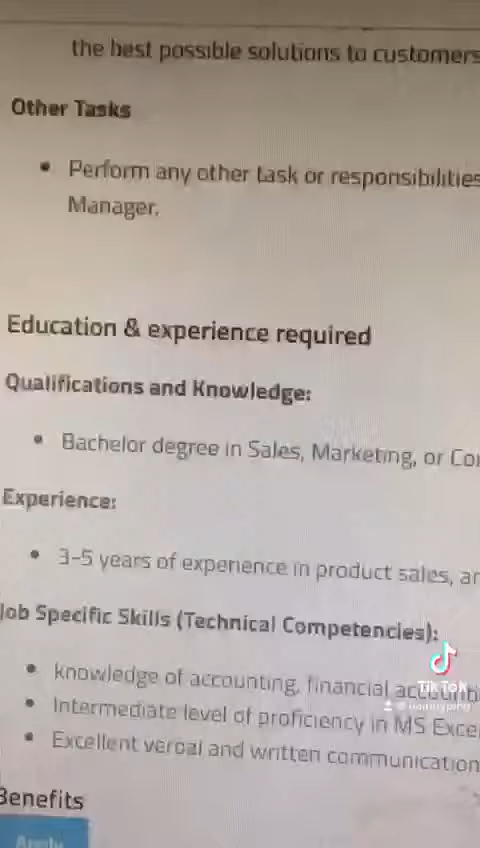 the best possible solutions to customers
Other Tasks
• Perform any other task or responsibilities
Manager.
Education & experience required
Qualifications and Knowledge:
• Bachelor degree in Sales, Marketing, or Co
Experience:
• 3-5 years of experience in product sales, a
Job Specific Skills (Technical Competencies):
• knowledge of accounting, financial
• Intermediate level of proficiency in MS Exce
• Excellent verbal and written communication
TikTok
Benefits
Apply